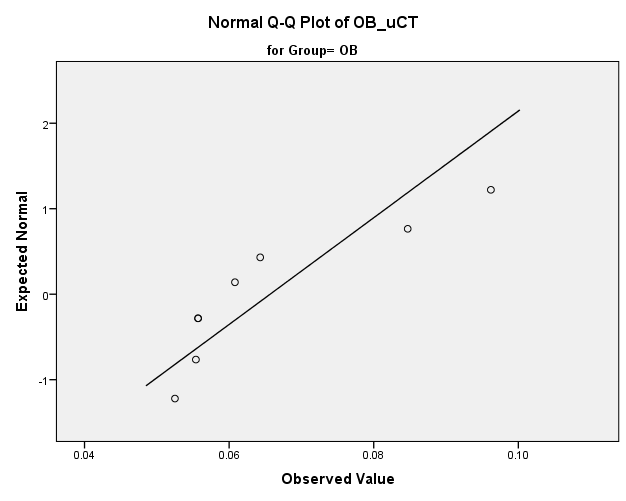 Normal Q-Q Plot of OB_uCT
for Group= OB
2
1
0
-1
Expected Normal
0.04 0.06 0.08 0.10
Observed Value